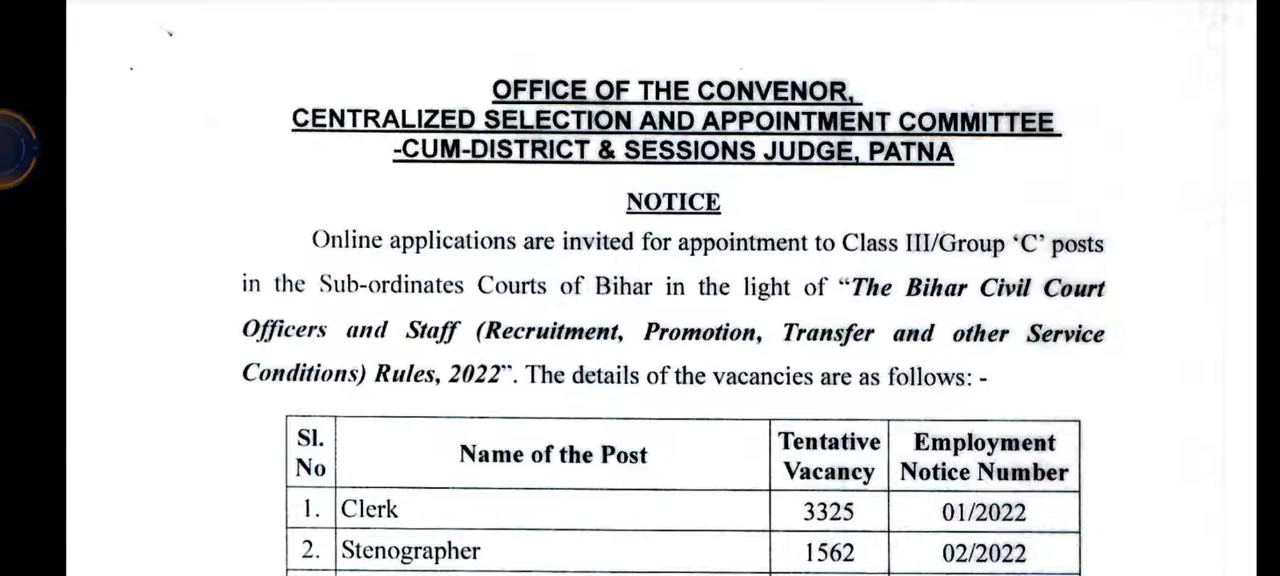 OFFICE OF THE CONVENOR,
CENTRALIZED SELECTION AND APPOINTMENT COMMITTEE
-CUM-DISTRICT & SESSIONS JUDGE, PATNA
NOTICE
Online applications are invited for appointment to Class III/Group ‘C’ posts
in the Sub-ordinates Courts of Bihar in the light of “The Bihar Civil Court
Officers and Staff (Recruitment, Promotion, Transfer and other Service
Conditions) Rules, 2022”. The details of the vacancies are as follows: -
Sl. No | Name of the Post | Tentative Vacancy | Employment Notice Number
1. | Clerk | 3325 | 01/2022
2. | Stenographer | 1562 | 02/2022